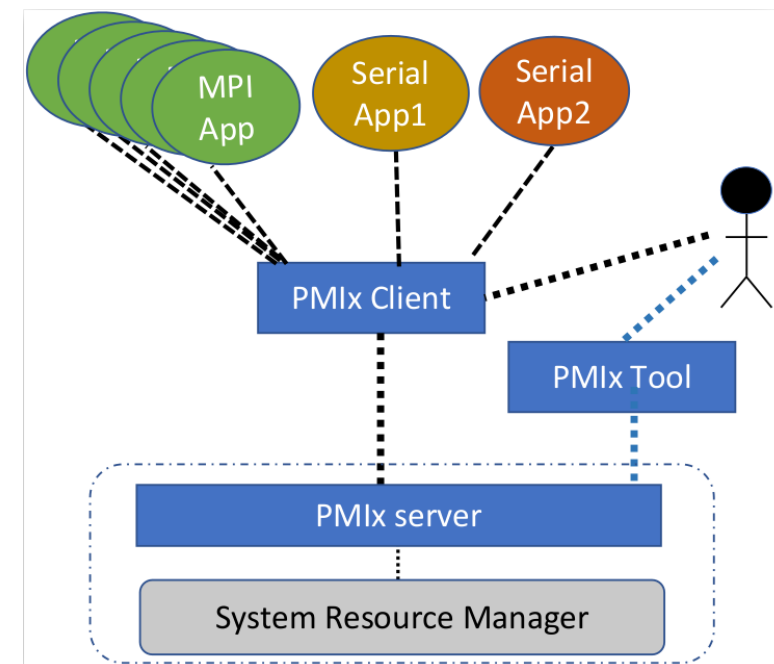 MPI
App
Serial
App1
Serial
App2
PMIx Client
PMIx Tool
PMIx server
System Resource Manager